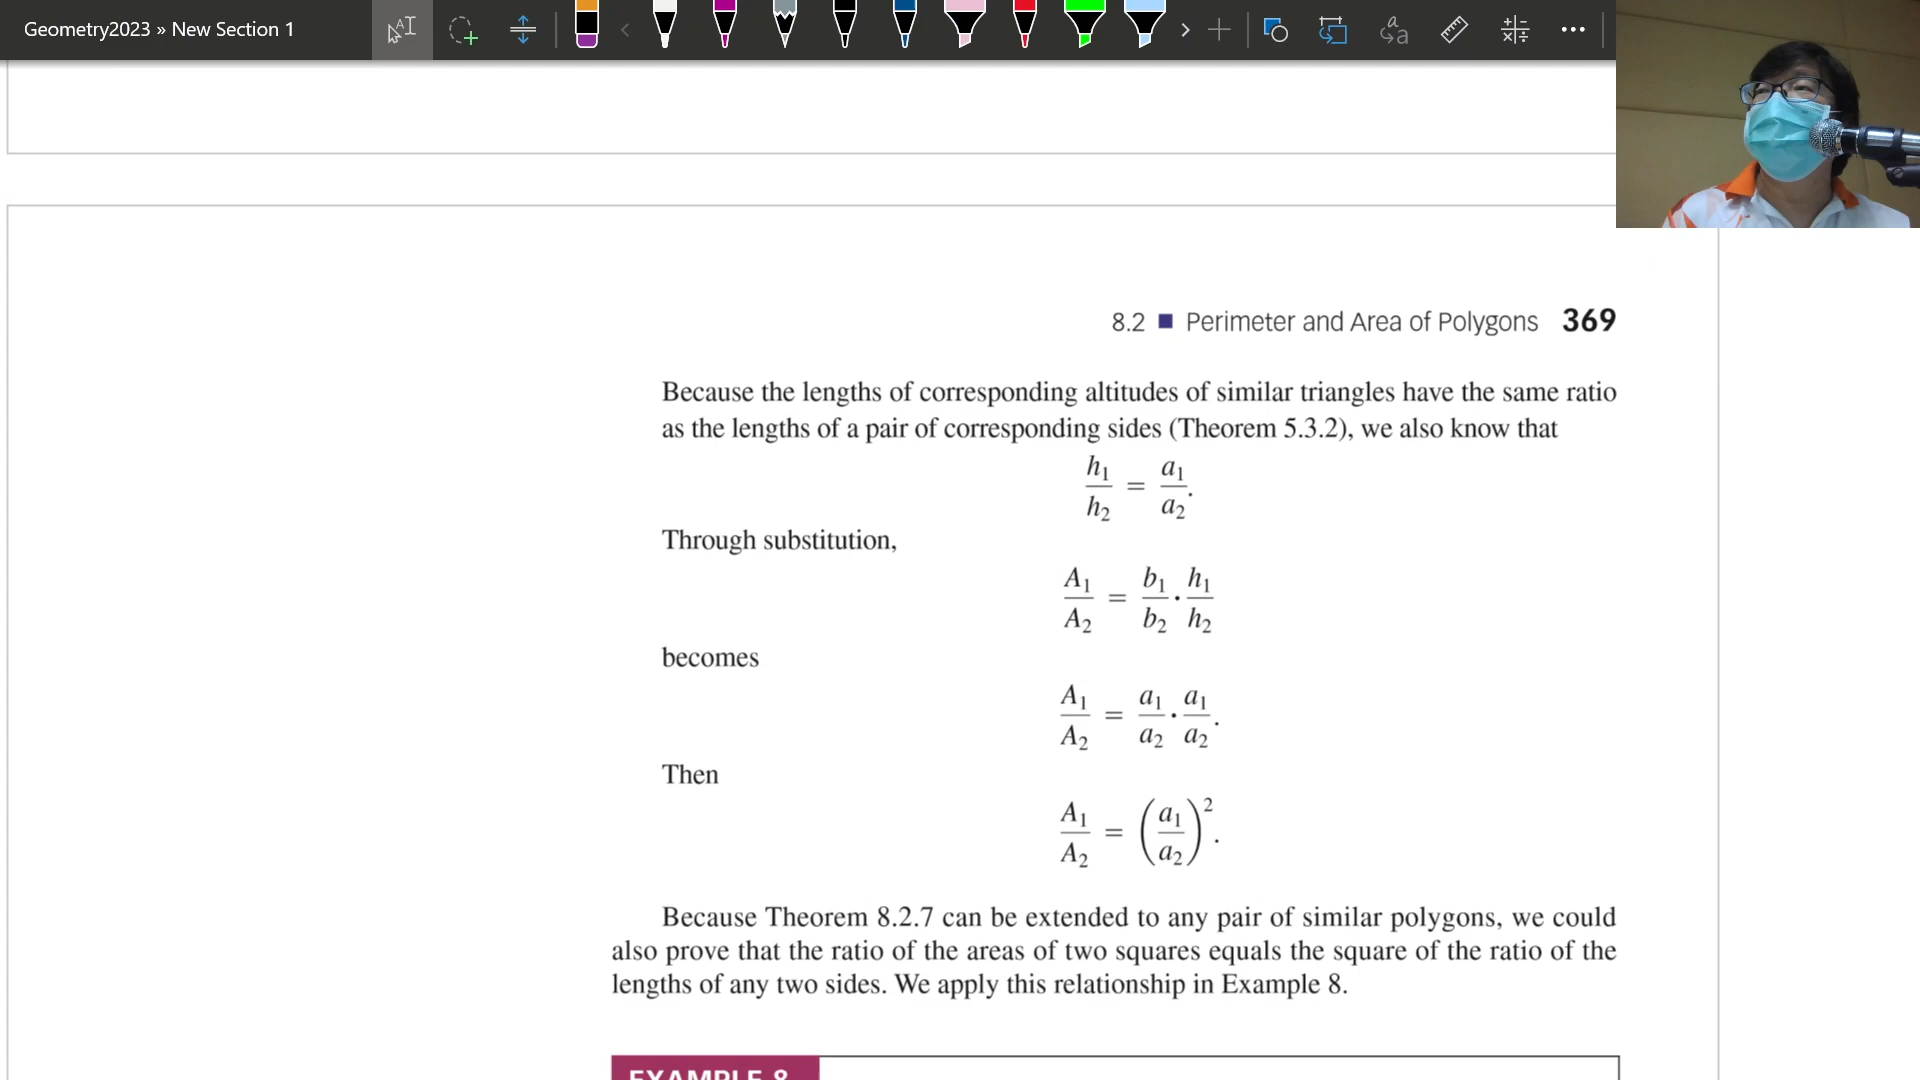 Geometry2023 » New Section 1
8.2 ■ Perimeter and Area of Polygons 369
Because the lengths of corresponding altitudes of similar triangles have the same ratio
as the lengths of a pair of corresponding sides (Theorem 5.3.2), we also know that
h₁/h₂ = a₁/a₂.
Through substitution,
A₁/A₂ = b₁/b₂ · h₁/h₂
becomes
A₁/A₂ = a₁/a₂ · a₁/a₂.
Then
A₁/A₂ = (a₁/a₂)².
Because Theorem 8.2.7 can be extended to any pair of similar polygons, we could
also prove that the ratio of the areas of two squares equals the square of the ratio of the
lengths of any two sides. We apply this relationship in Example 8.
EXAMPLE 8